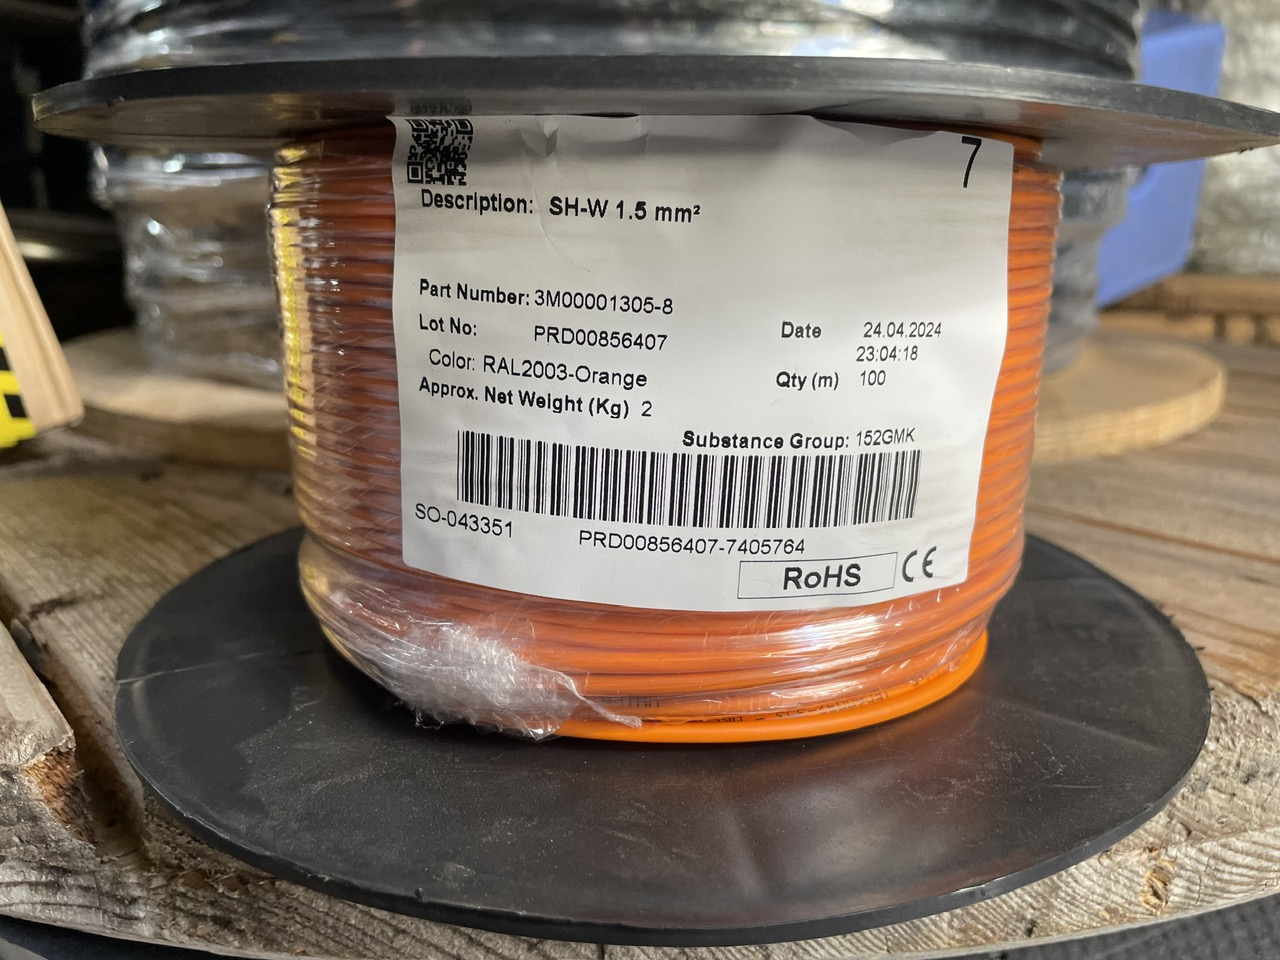 7
Description: SH-W 1.5 mm²
Part Number: 3M00001305-8
Lot No: PRD00856407
Date 24.04.2024
23:04:18
Color: RAL2003-Orange
Qty (m) 100
Approx. Net Weight (Kg) 2
Substance Group: 152GMK
SO-043351
PRD00856407-7405764
RoHS CE